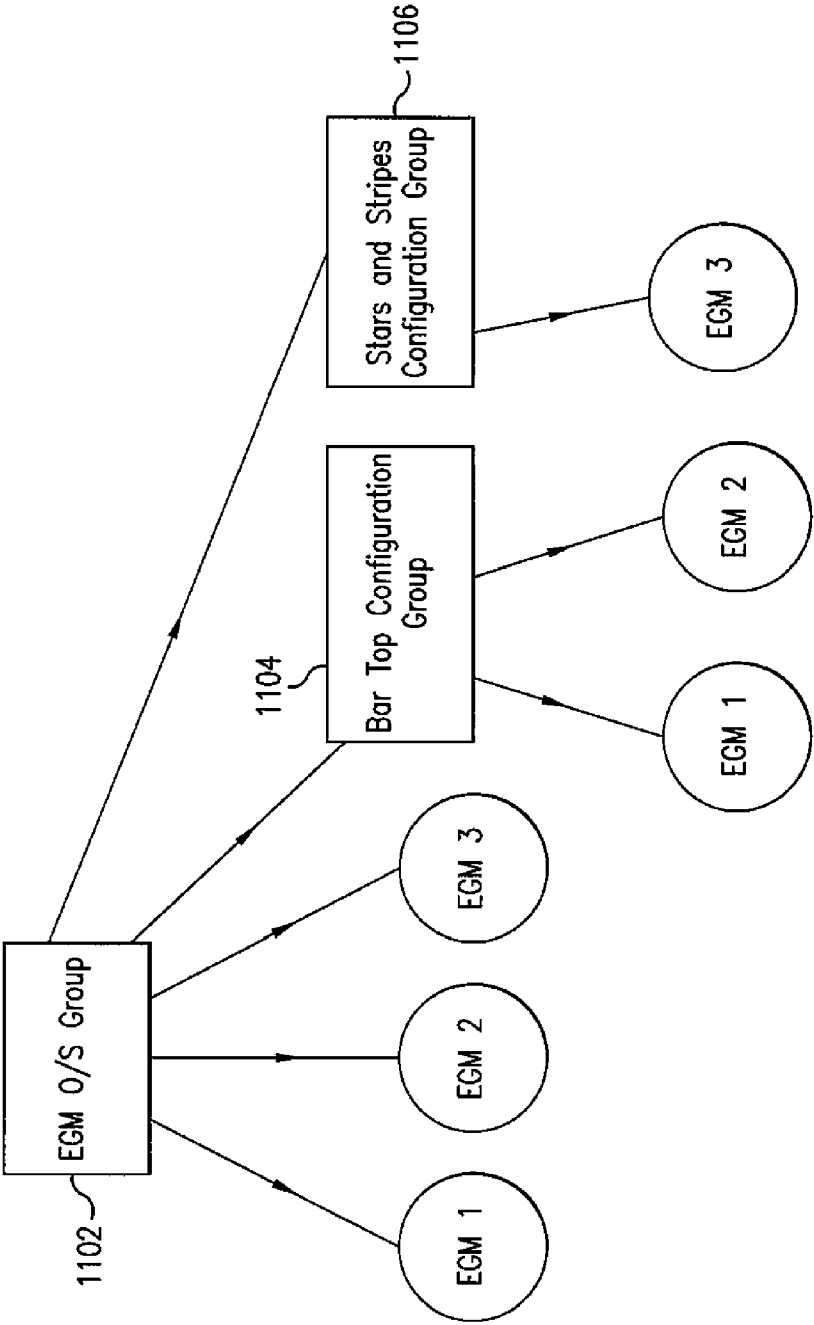 EGM O/S Group
1102
1104
1106
Bar Top Configuration
Group
Stars and Stripes
Configuration Group
EGM 1
EGM 2
EGM 3
EGM 1
EGM 2
EGM 3